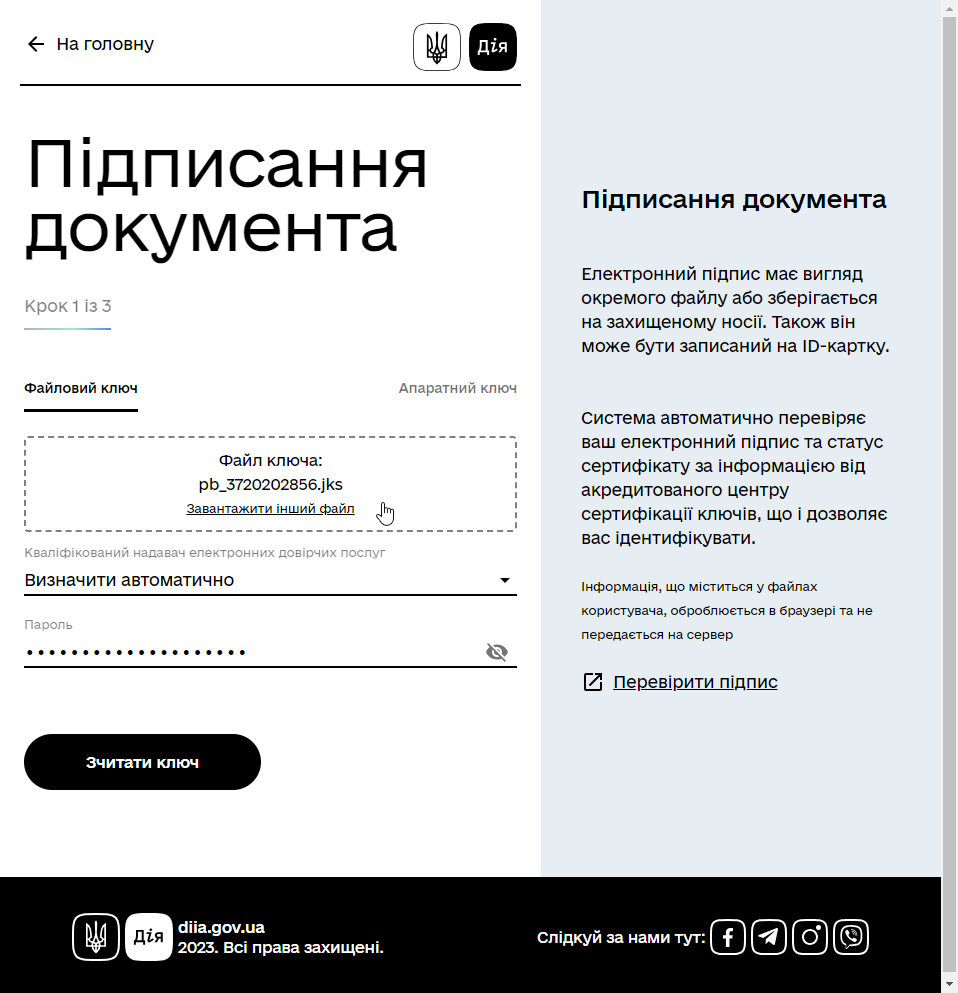 На головну
Дія
Підписання
документа
Крок 1 із 3
Файловий ключ
Апаратний ключ
Файл ключа:
pb_3720202856.jks
Завантажити інший файл
Кваліфікований надавач електронних довірчих послуг
Визначити автоматично
Пароль
••••••••••••••••••••
Зчитати ключ
Підписання документа
Електронний підпис має вигляд
окремого файлу або зберігається
на захищеному носії. Також він
може бути записаний на ID-картку.
Система автоматично перевіряє
ваш електронний підпис та статус
сертифікату за інформацією від
акредитованого центру
сертифікації ключів, що і дозволяє
вас ідентифікувати.
Інформація, що міститься у файлах
користувача, оброблюється в браузері та не
передається на сервер
Перевірити підпис
Дія
diia.gov.ua
2023. Всі права захищені.
Слідкуй за нами тут: